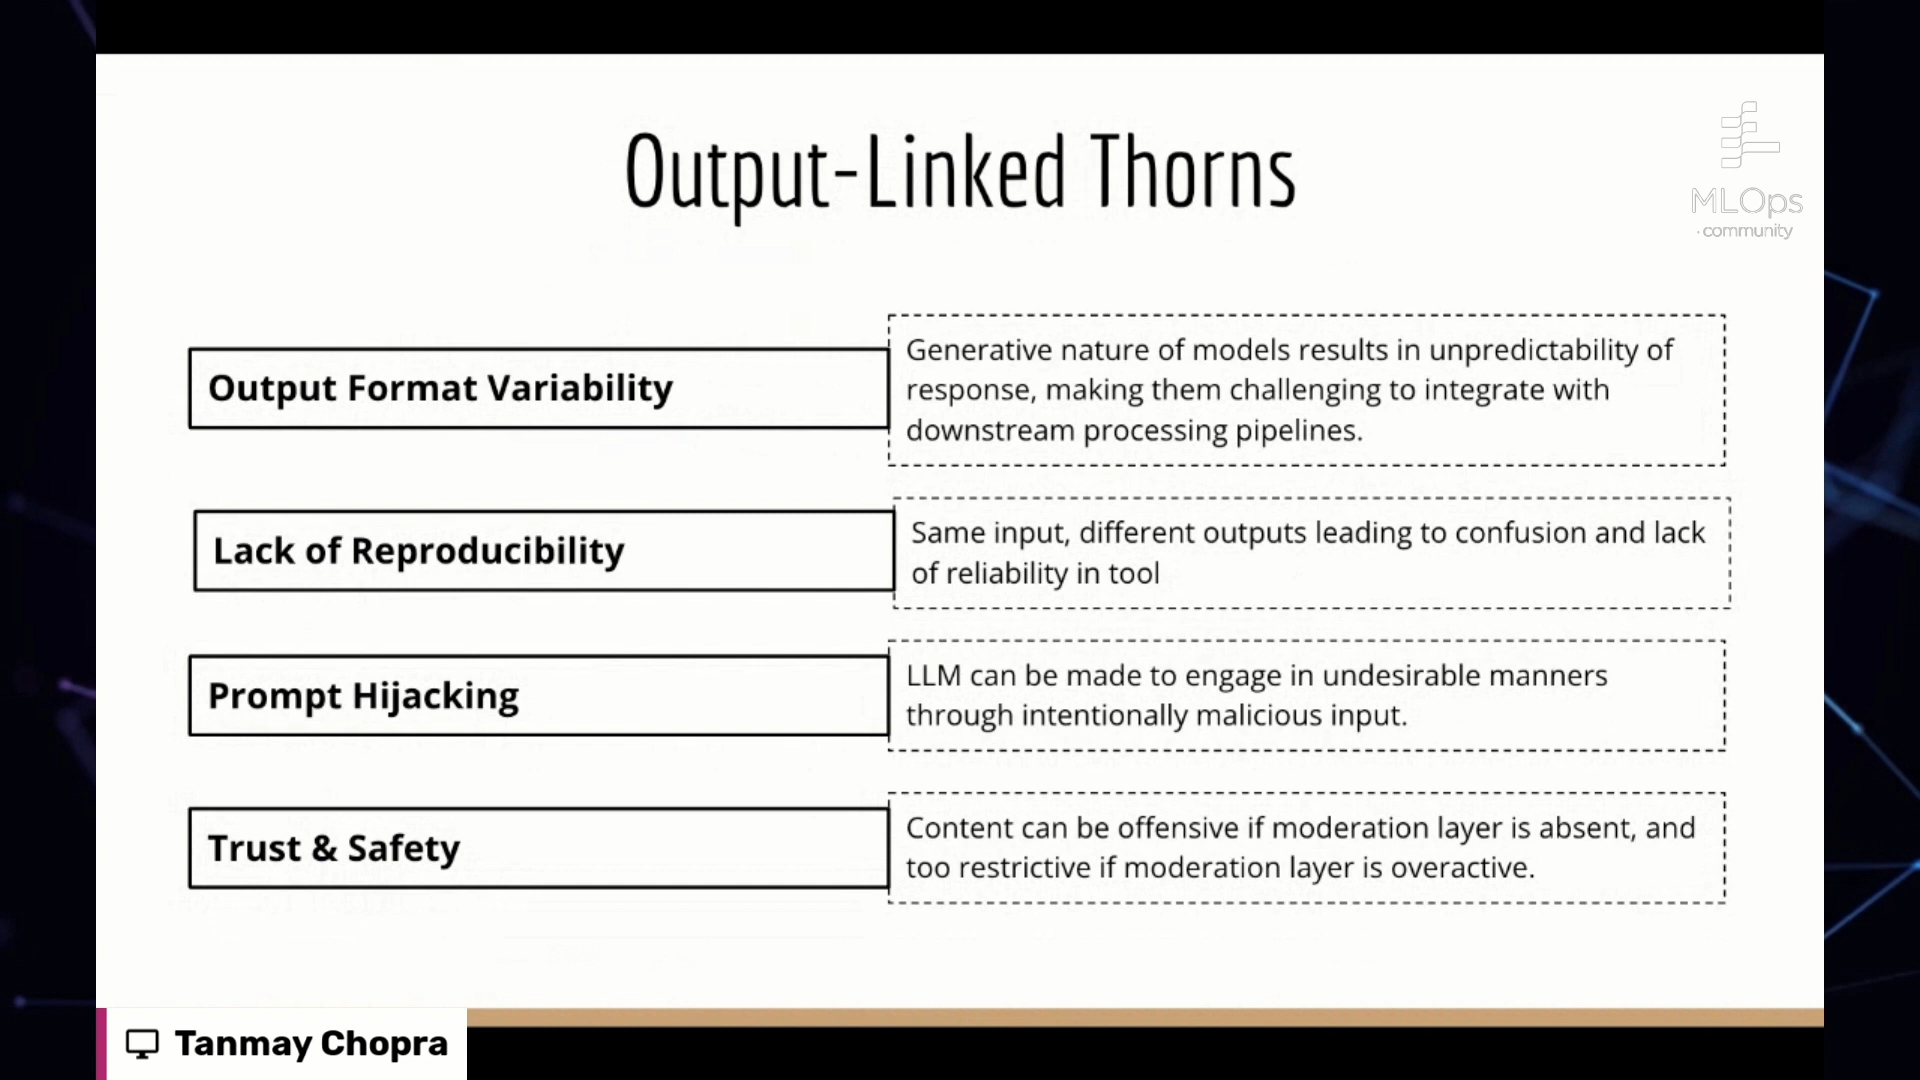 Output-Linked Thorns
MLOps
community
Output Format Variability
Generative nature of models results in unpredictability of
response, making them challenging to integrate with
downstream processing pipelines.
Lack of Reproducibility
Same input, different outputs leading to confusion and lack
of reliability in tool
Prompt Hijacking
LLM can be made to engage in undesirable manners
through intentionally malicious input.
Trust & Safety
Content can be offensive if moderation layer is absent, and
too restrictive if moderation layer is overactive.
Tanmay Chopra